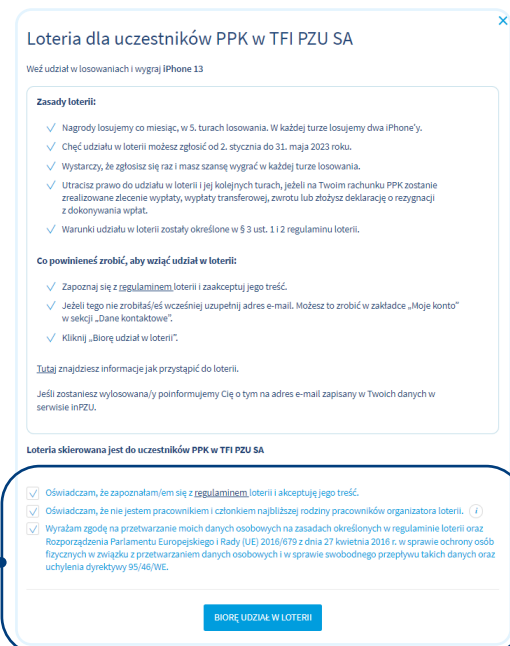 Loteria dla uczestników PPK w TFI PZU SA
Weź udział w losowaniach i wygraj iPhone 13
Zasady loterii:
Nagrody losujemy co miesiąc, w 5. turach losowania. W każdej turze losujemy dwa iPhone'y.
Chęć udziału w loterii możesz zgłosić od 2. stycznia do 31. maja 2023 roku.
Wystarczy, że zgłosisz się raz i masz szansę wygrać w każdej turze losowania.
Utracisz prawo do udziału w loterii i jej kolejnych turach, jeżeli na Twoim rachunku PPK zostanie
zrealizowane zlecenie wypłaty, wypłaty transferowej, zwrotu lub złożysz deklarację o rezygnacji
z dokonywania wpłat.
Warunki udziału w loterii zostały określone w § 3 ust. 1 i 2 regulaminu loterii.
Co powinieneś zrobić, aby wziąć udział w loterii:
Zapoznaj się z regulaminem loterii i zaakceptuj jego treść.
Jeżeli tego nie zrobiłaś/eś wcześniej uzupełnij adres e-mail. Możesz to zrobić w zakładce „Moje konto"
w sekcji „Dane kontaktowe".
Kliknij „Biorę udział w loterii".
Tutaj znajdziesz informacje jak przystąpić do loterii.
Jeśli zostaniesz wylosowana/y poinformujemy Cię o tym na adres e-mail zapisany w Twoich danych w
serwisie inPZU.
Loteria skierowana jest do uczestników PPK w TFI PZU SA
Oświadczam, że zapoznałam/em się z regulaminem loterii i akceptuję jego treść.
Oświadczam, że nie jestem pracownikiem i członkiem najbliższej rodziny pracowników organizatora loterii. i
Wyrażam zgodę na przetwarzanie moich danych osobowych na zasadach określonych w regulaminie loterii oraz
Rozporządzenia Parlamentu Europejskiego i Rady (UE) 2016/679 z dnia 27 kwietnia 2016 r. w sprawie ochrony osób
fizycznych w związku z przetwarzaniem danych osobowych i w sprawie swobodnego przepływu takich danych oraz
uchylenia dyrektywy 95/46/WE.
BIORĘ UDZIAŁ W LOTERII